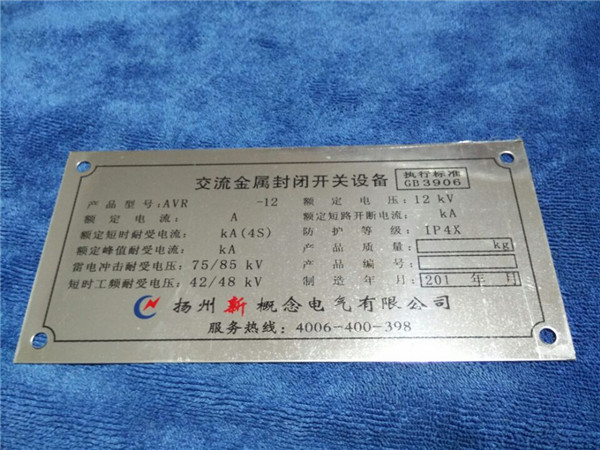 交流金属封闭开关设备 执行标准 GB3906
产品型号:AVR -12 额定电压:12 kV
额定电流: A 额定短路开断电流: kA
额定短时耐受电流: kA(4S) 防护等级: IP4X
额定峰值耐受电流: kA 产品质量: kg
雷电冲击耐受电压:75/85 kV 产品编号:
短时工频耐受电压:42/48 kV 制造年月:201 年 月
扬州新概念电气有限公司
服务热线:4006-400-398